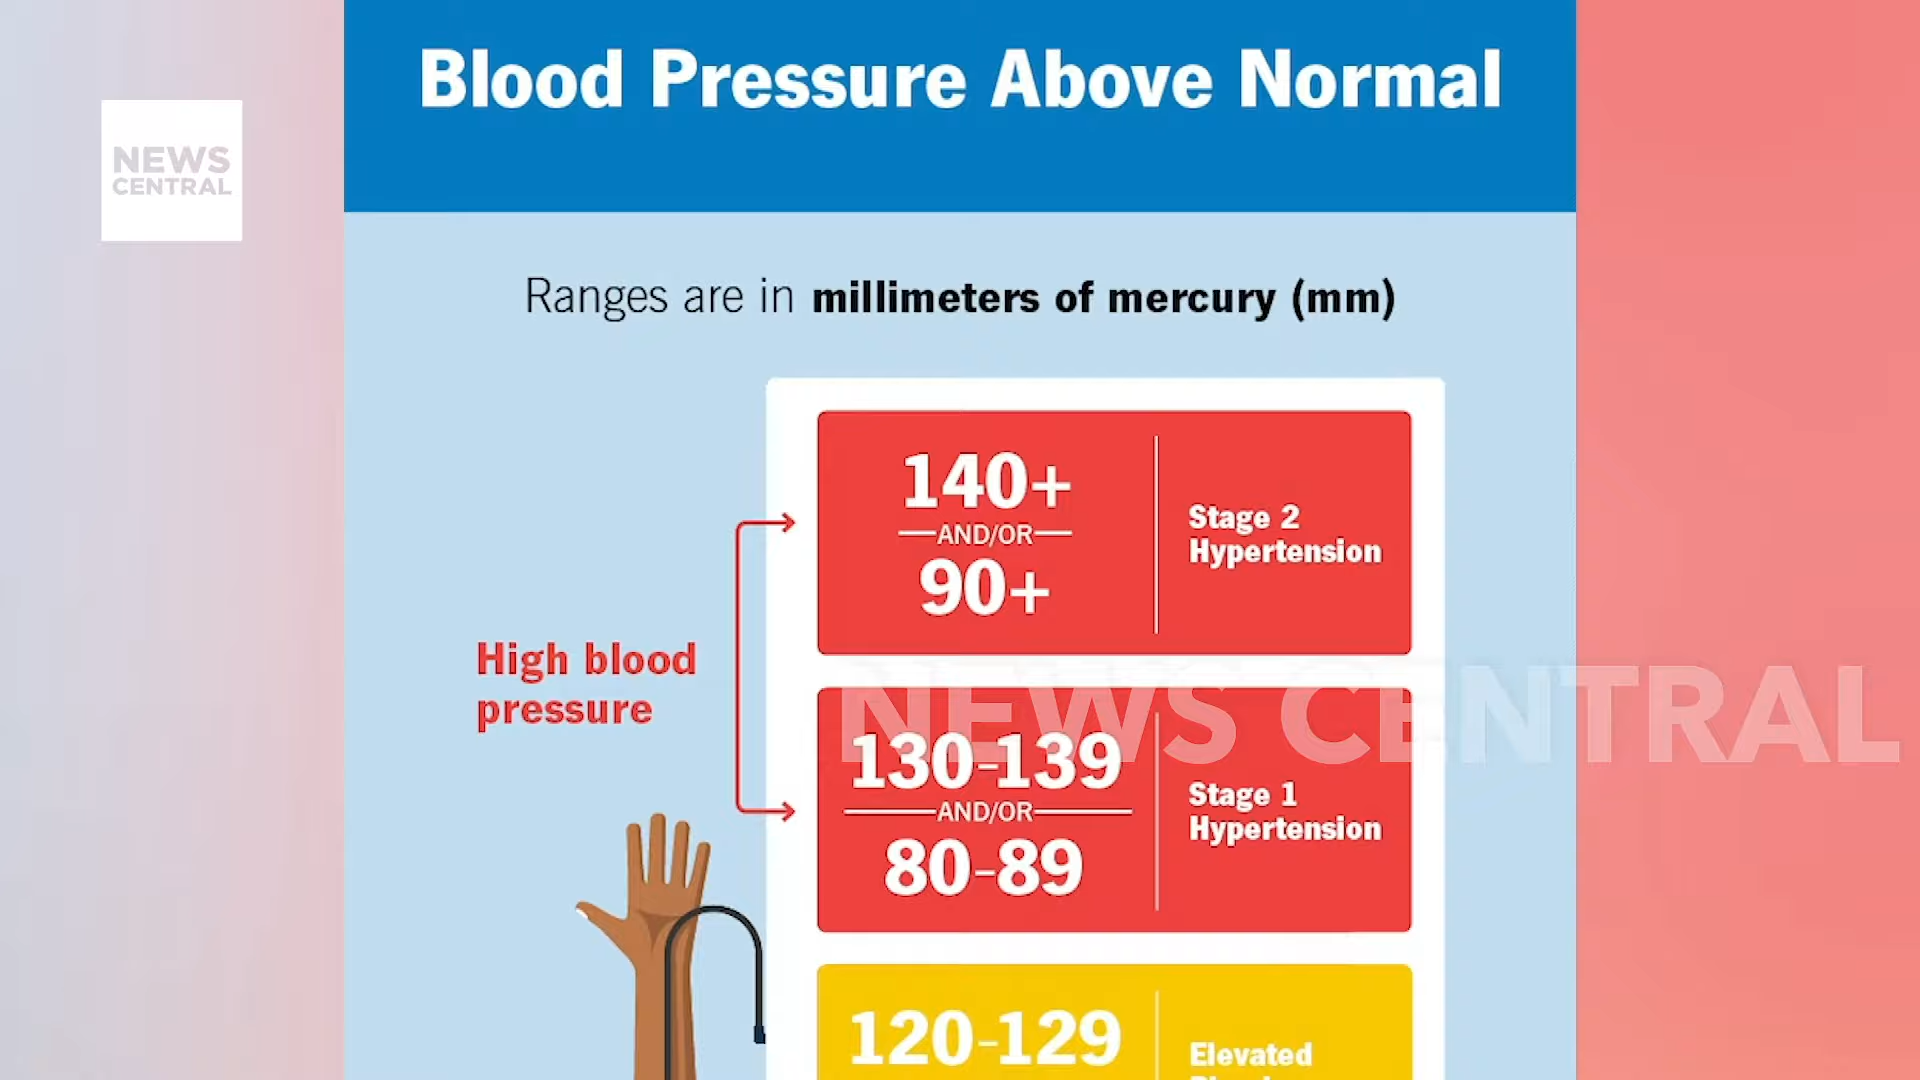 Blood Pressure Above Normal
NEWS
CENTRAL
Ranges are in millimeters of mercury (mm)
140+
AND/OR
90+
Stage 2
Hypertension
High blood
pressure
NEWS CENTRAL
130-139
AND/OR
80-89
Stage 1
Hypertension
120-129
Elevated